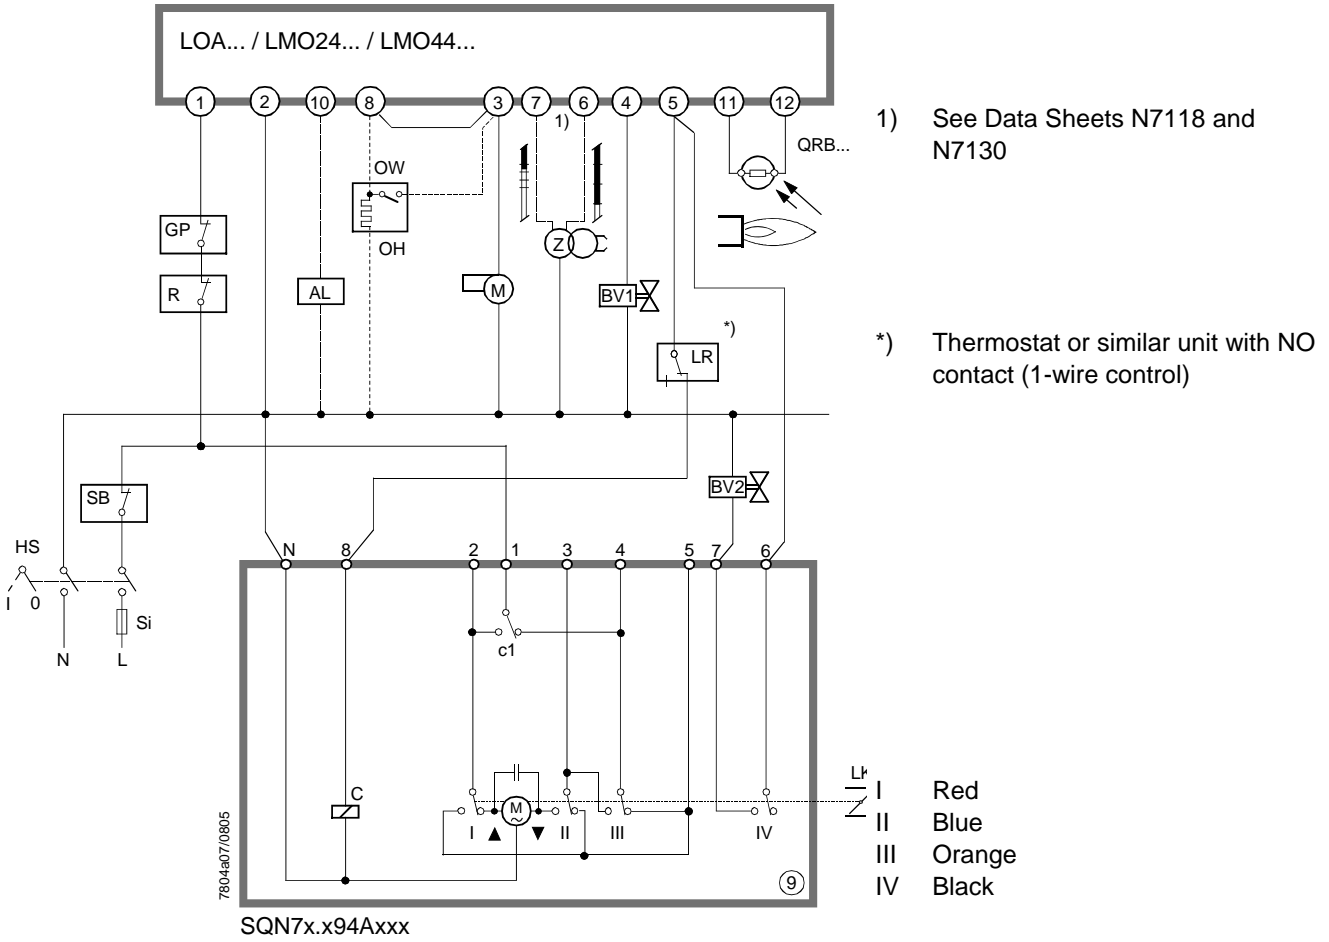 LOA... / LMO24... / LMO44...
1 2 10 8 3 7 6 4 5 11 12
1)
QRB...
1) See Data Sheets N7118 and
N7130
OW
GP
Z
OH
R
AL
M
BV1
*)
LR
*) Thermostat or similar unit with NO
contact (1-wire control)
SB
BV2
HS
N 8 2 1 3 4 5 7 6
I 0
Si
c1
N L
LK
C
M
~
I II III IV
I Red
II Blue
III Orange
IV Black
7804a07/0805
9
SQN7x.x94Axxx